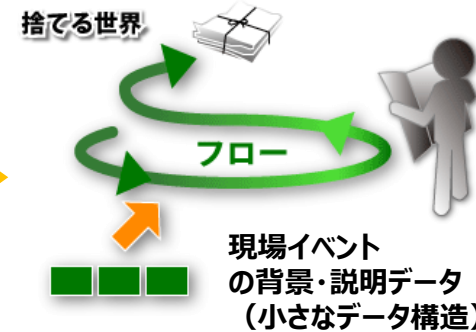 捨てる世界
フロー
現場イベント
の背景・説明データ
（小さなデータ構造）